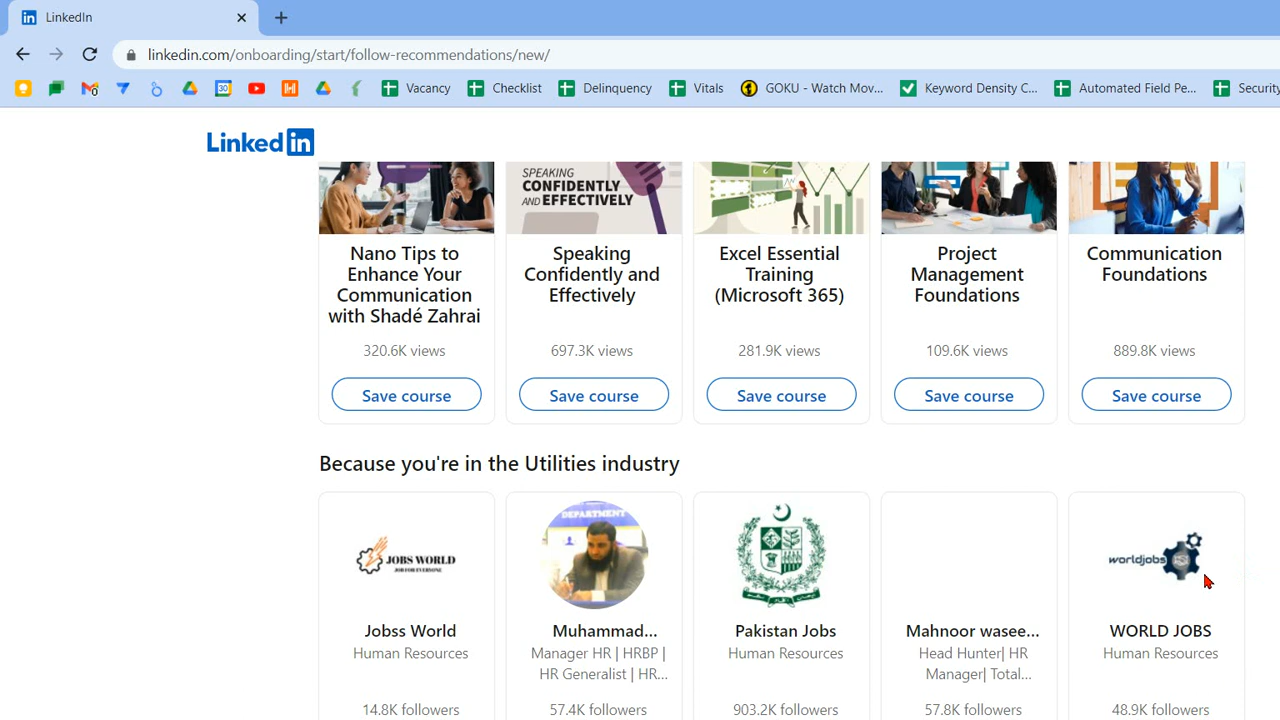 LinkedIn
linkedin.com/onboarding/start/follow-recommendations/new/
Vacancy Checklist Delinquency Vitals GOKU - Watch Mov... Keyword Density C... Automated Field Pe... Security
LinkedIn
SPEAKING
CONFIDENTLY
AND EFFECTIVELY
Nano Tips to
Enhance Your
Communication
with Shadé Zahrai
320.6K views
Save course
Speaking
Confidently and
Effectively
697.3K views
Save course
Excel Essential
Training
(Microsoft 365)
281.9K views
Save course
Project
Management
Foundations
109.6K views
Save course
Communication
Foundations
889.8K views
Save course
Because you're in the Utilities industry
JOBS WORLD
JOB FOR EVERYONE
Jobss World
Human Resources
14.8K followers
DEPARTMENT
Muhammad...
Manager HR | HRBP |
HR Generalist | HR...
57.4K followers
Pakistan Jobs
Human Resources
903.2K followers
Mahnoor wasee...
Head Hunter| HR
Manager| Total...
57.8K followers
worldjobs
WORLD JOBS
Human Resources
48.9K followers